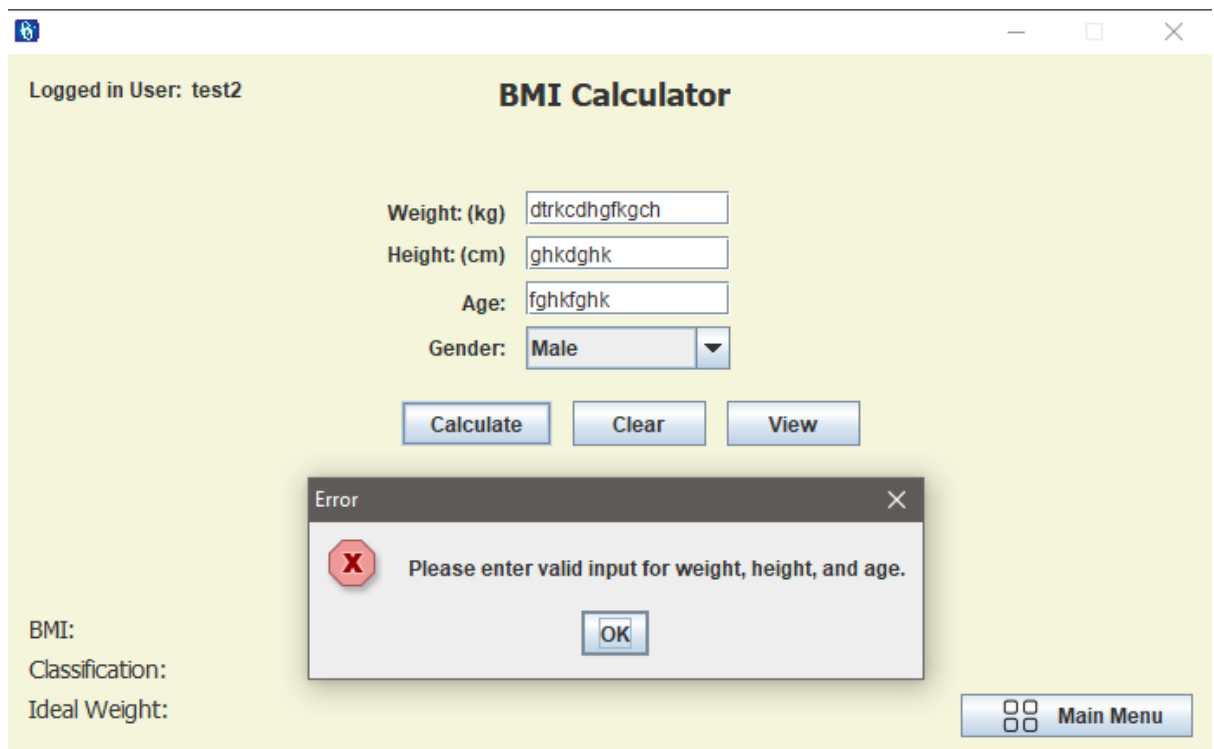 Logged in User: test2
BMI Calculator
Weight: (kg) dtrkcdhgfkgch
Height: (cm) ghkdghk
Age: fghkfghk
Gender: Male
Calculate Clear View
Error
Please enter valid input for weight, height, and age.
OK
BMI:
Classification:
Ideal Weight:
Main Menu